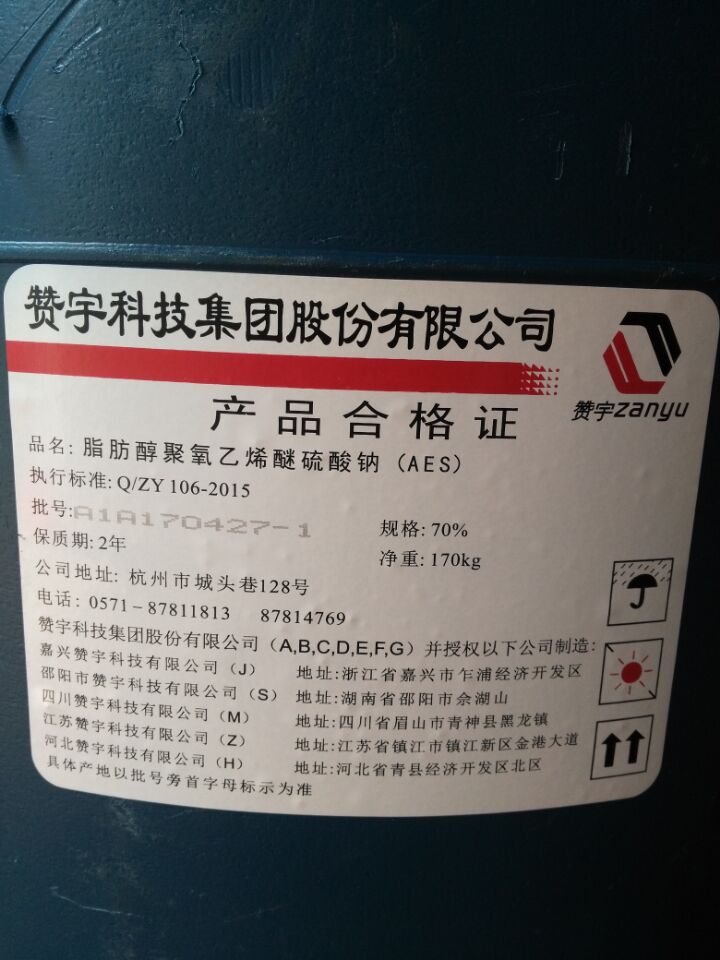 赞宇科技集团股份有限公司
赞宇zanyu
产品合格证
品名: 脂肪醇聚氧乙烯醚硫酸钠 (AES)
执行标准: Q/ZY 106-2015
批号:A1A170427-1
规格: 70%
保质期: 2年
净重: 170kg
公司地址: 杭州市城头巷128号
电话: 0571-87811813 87814769
赞宇科技集团股份有限公司（A,B,C,D,E,F,G）并授权以下公司制造:
嘉兴赞宇科技有限公司（J） 地址:浙江省嘉兴市乍浦经济开发区
邵阳市赞宇科技有限公司（S） 地址:湖南省邵阳市佘湖山
四川赞宇科技有限公司（M） 地址:四川省眉山市青神县黑龙镇
江苏赞宇科技有限公司（Z） 地址:江苏省镇江市镇江新区金港大道
河北赞宇科技有限公司（H） 地址:河北省青县经济开发区北区
具体产地以批号旁首字母标示为准